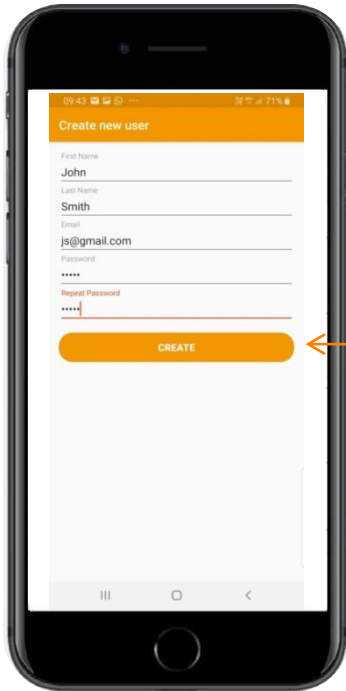 09:43 71%
Create new user
First Name
John
Last Name
Smith
Email
js@gmail.com
Password
•••••
Repeat Password
•••••
CREATE